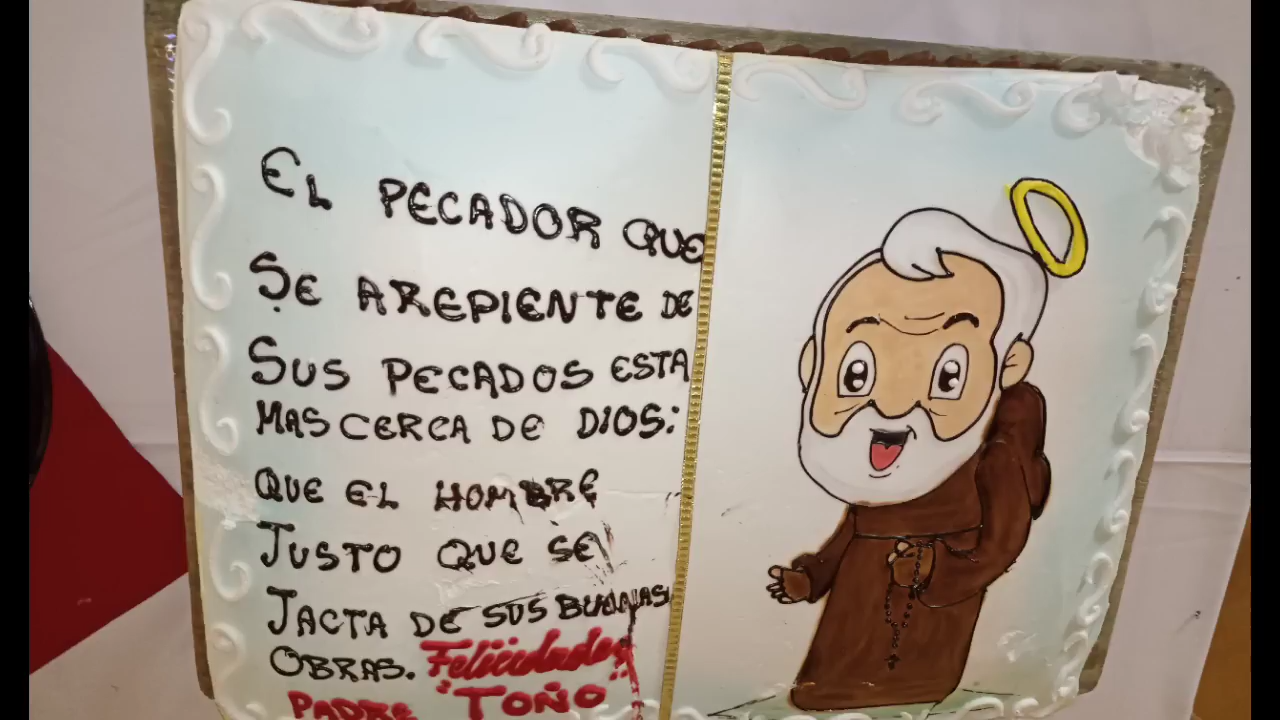 EL PECADOR QUE
SE AREPIENTE DE
SUS PECADOS ESTA
MAS CERCA DE DIOS:
QUE EL HOMBRE
JUSTO QUE SE
JACTA DE SUS BUENAS
OBRAS. Felicidades
PADRE "TOÑO"